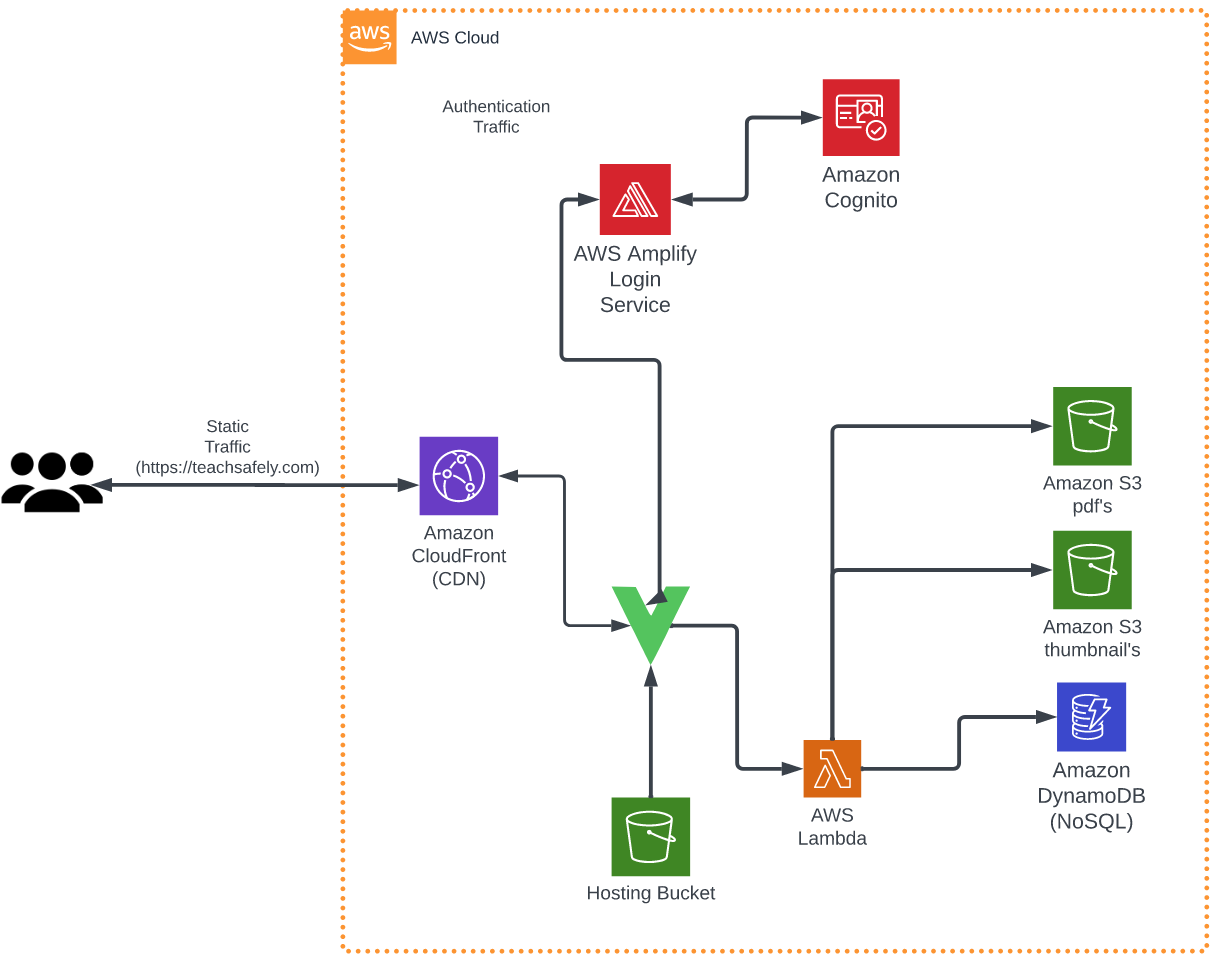 aws
AWS Cloud
Authentication
Traffic
Amazon
Cognito
AWS Amplify
Login
Service
Static
Traffic
(https://teachsafely.com)
Amazon
CloudFront
(CDN)
Amazon S3
pdf's
Amazon S3
thumbnail's
Amazon
DynamoDB
(NoSQL)
AWS
Lambda
Hosting Bucket